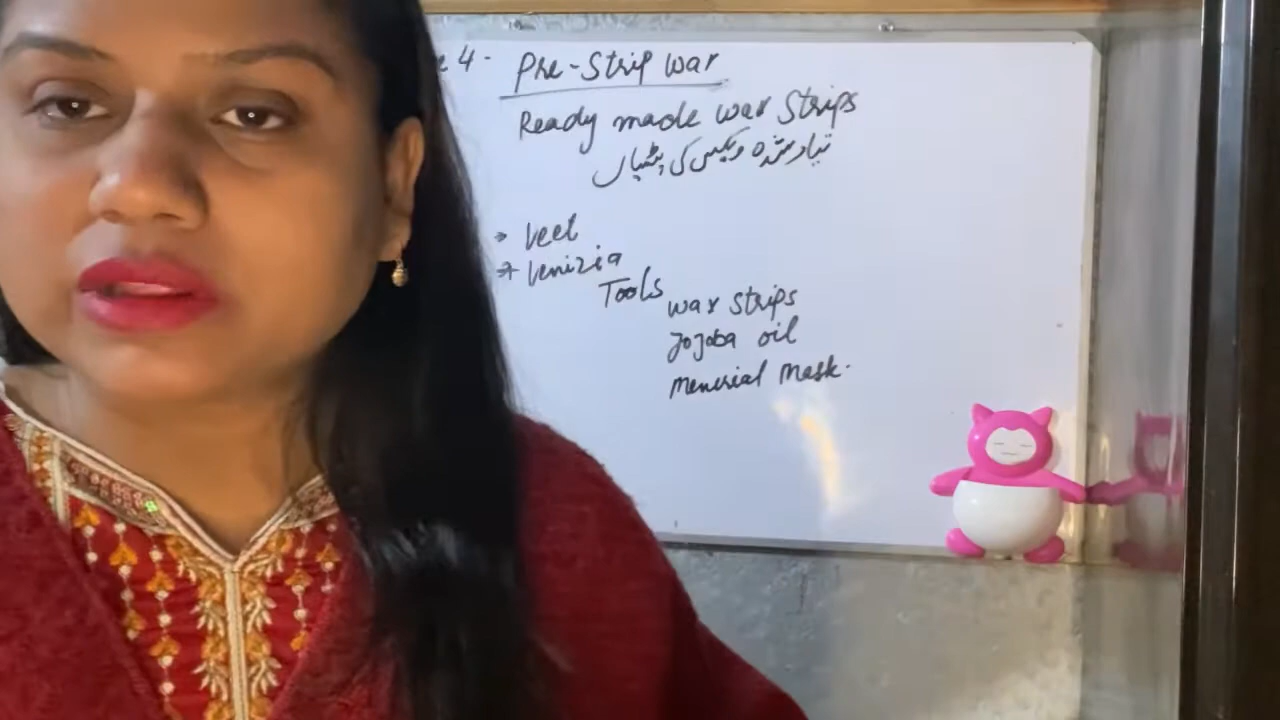 4 - Pre-Strip wax
Ready made wax Strips
تیار شدہ ویکس کی پٹیاں
→ Veet
→ Venizia
Tools
wax strips
Jojoba oil
Menerial Mask.